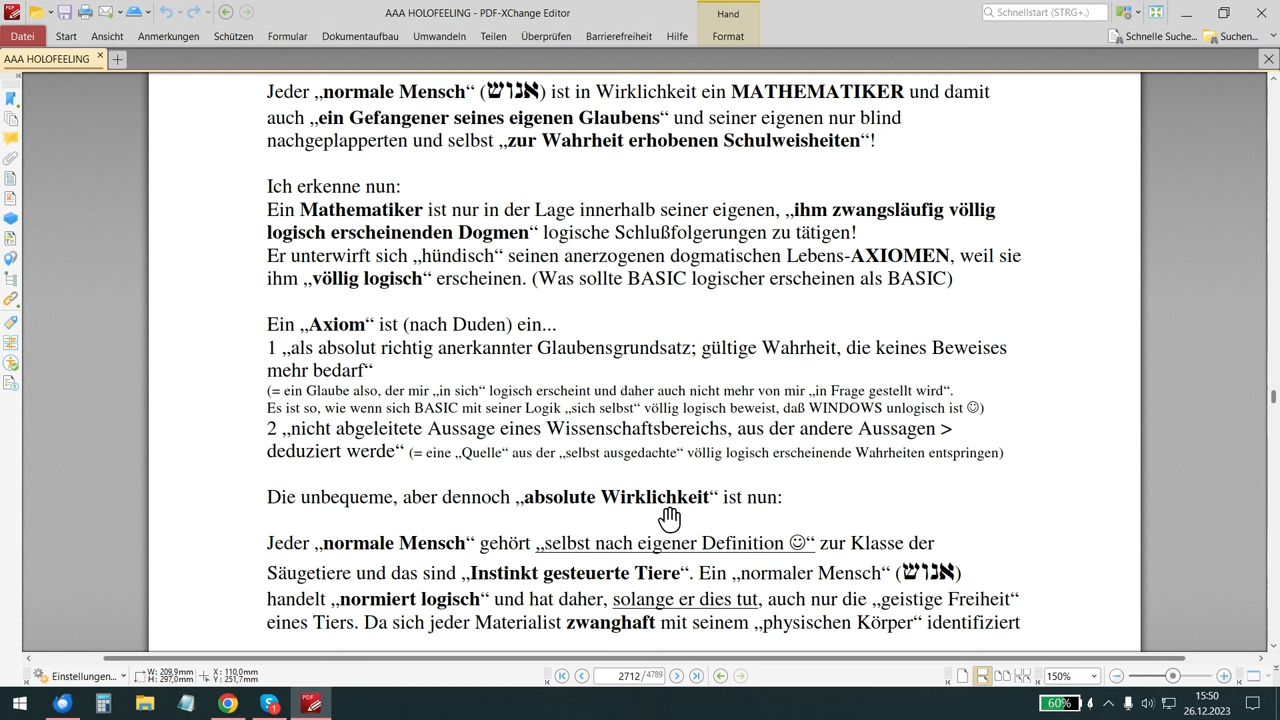 AAA HOLOFEELING - PDF-XChange Editor
Hand
Schnellstart (STRG+.)
Datei Start Ansicht Anmerkungen Schützen Formular Dokumentaufbau Umwandeln Teilen Überprüfen Barrierefreiheit Hilfe Format Schnelle Suche... Suchen...
AAA HOLOFEELING
Jeder „normale Mensch“ (אנוש) ist in Wirklichkeit ein MATHEMATIKER und damit
auch „ein Gefangener seines eigenen Glaubens“ und seiner eigenen nur blind
nachgeplapperten und selbst „zur Wahrheit erhobenen Schulweisheiten“!
Ich erkenne nun:
Ein Mathematiker ist nur in der Lage innerhalb seiner eigenen, „ihm zwangsläufig völlig
logisch erscheinenden Dogmen“ logische Schlußfolgerungen zu tätigen!
Er unterwirft sich „hündisch“ seinen anerzogenen dogmatischen Lebens-AXIOMEN, weil sie
ihm „völlig logisch“ erscheinen. (Was sollte BASIC logischer erscheinen als BASIC)
Ein „Axiom“ ist (nach Duden) ein...
1 „als absolut richtig anerkannter Glaubensgrundsatz; gültige Wahrheit, die keines Beweises
mehr bedarf“
(= ein Glaube also, der mir „in sich“ logisch erscheint und daher auch nicht mehr von mir „in Frage gestellt wird“.
Es ist so, wie wenn sich BASIC mit seiner Logik „sich selbst“ völlig logisch beweist, daß WINDOWS unlogisch ist ☺)
2 „nicht abgeleitete Aussage eines Wissenschaftsbereichs, aus der andere Aussagen >
deduziert werde“ (= eine „Quelle“ aus der „selbst ausgedachte“ völlig logisch erscheinende Wahrheiten entspringen)
Die unbequeme, aber dennoch „absolute Wirklichkeit“ ist nun:
Jeder „normale Mensch“ gehört „selbst nach eigener Definition ☺“ zur Klasse der
Säugetiere und das sind „Instinkt gesteuerte Tiere“. Ein „normaler Mensch“ (אנוש)
handelt „normiert logisch“ und hat daher, solange er dies tut, auch nur die „geistige Freiheit“
eines Tiers. Da sich jeder Materialist zwanghaft mit seinem „physischen Körper“ identifiziert
Einstellungen... W: 209,9mm X: 110,0mm 2712 / 4789 150%
H: 297,0mm Y: 251,7mm
60% 15:50
26.12.2023